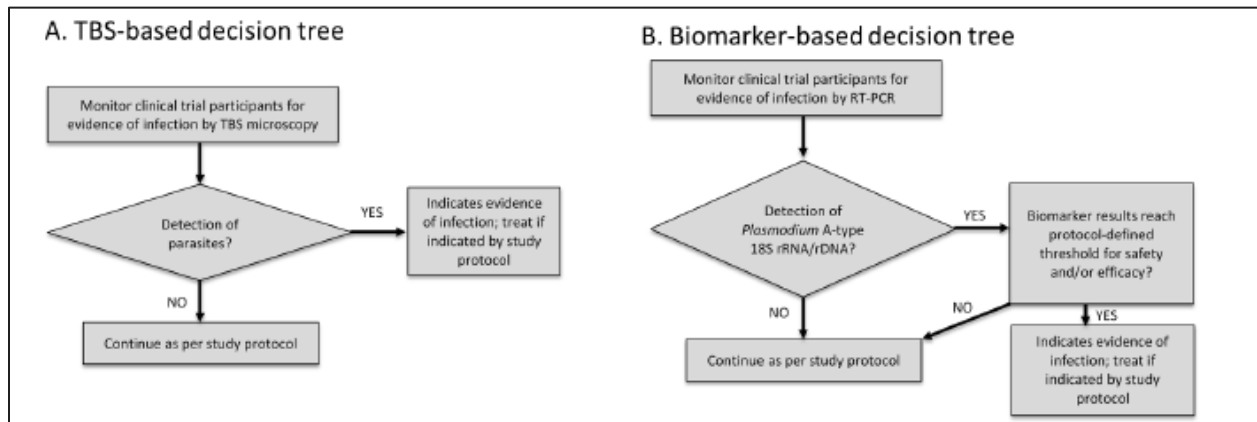 A. TBS-based decision tree
Monitor clinical trial participants for
evidence of infection by TBS microscopy
Detection of
parasites?
YES
Indicates evidence
of infection; treat if
indicated by study
protocol
NO
Continue as per study protocol
B. Biomarker-based decision tree
Monitor clinical trial participants for
evidence of infection by RT-PCR
Detection of
Plasmodium A-type
18S rRNA/rDNA?
YES
Biomarker results reach
protocol-defined
threshold for safety
and/or efficacy?
NO
NO
YES
Continue as per study protocol
Indicates evidence of
infection; treat if
indicated by study
protocol